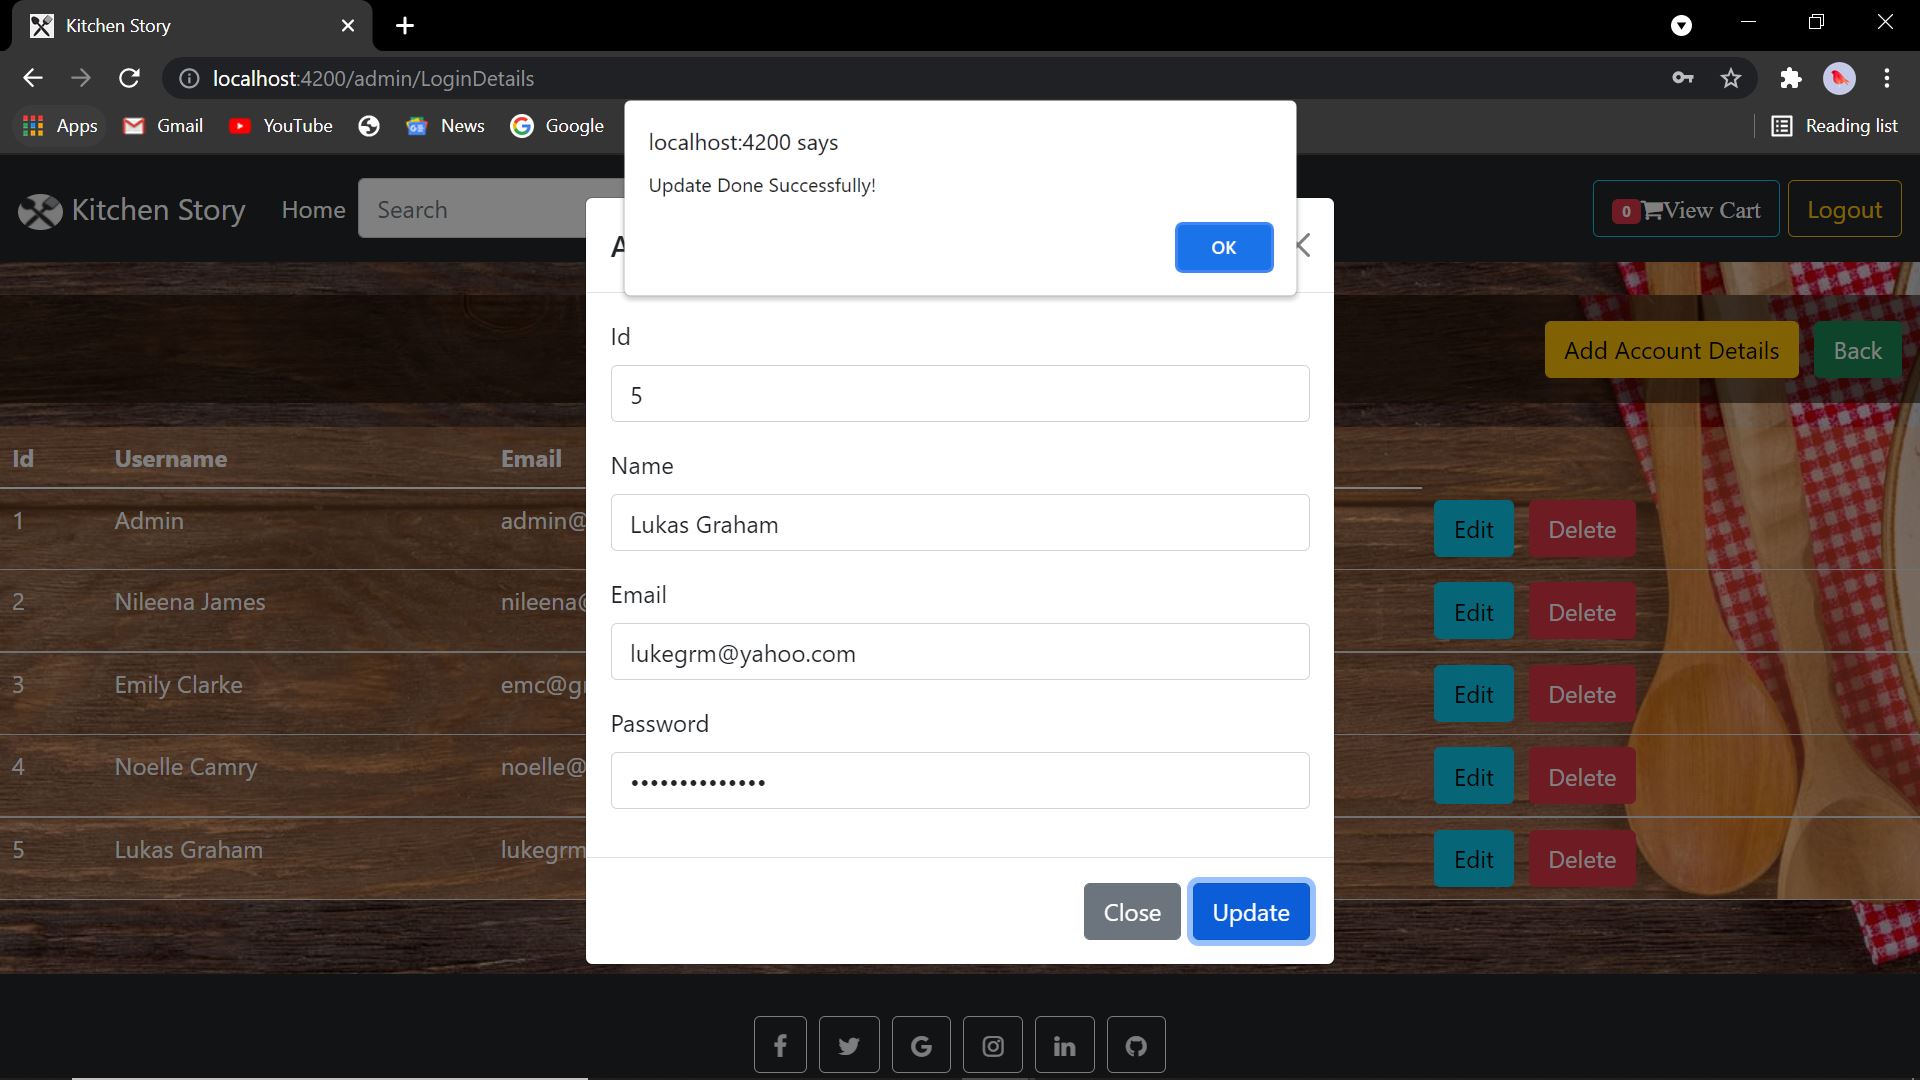 Kitchen Story
localhost:4200/admin/LoginDetails
Apps Gmail YouTube News Google Reading list
localhost:4200 says
Update Done Successfully!
OK
Kitchen Story Home Search 0 View Cart Logout
A
Add Account Details Back
Id
5
Name
Lukas Graham
Email
lukegrm@yahoo.com
Password
••••••••••••••
Close Update
Id Username Email
1 Admin admin@ Edit Delete
2 Nileena James nileena@ Edit Delete
3 Emily Clarke emc@g Edit Delete
4 Noelle Camry noelle@ Edit Delete
5 Lukas Graham lukegrm Edit Delete